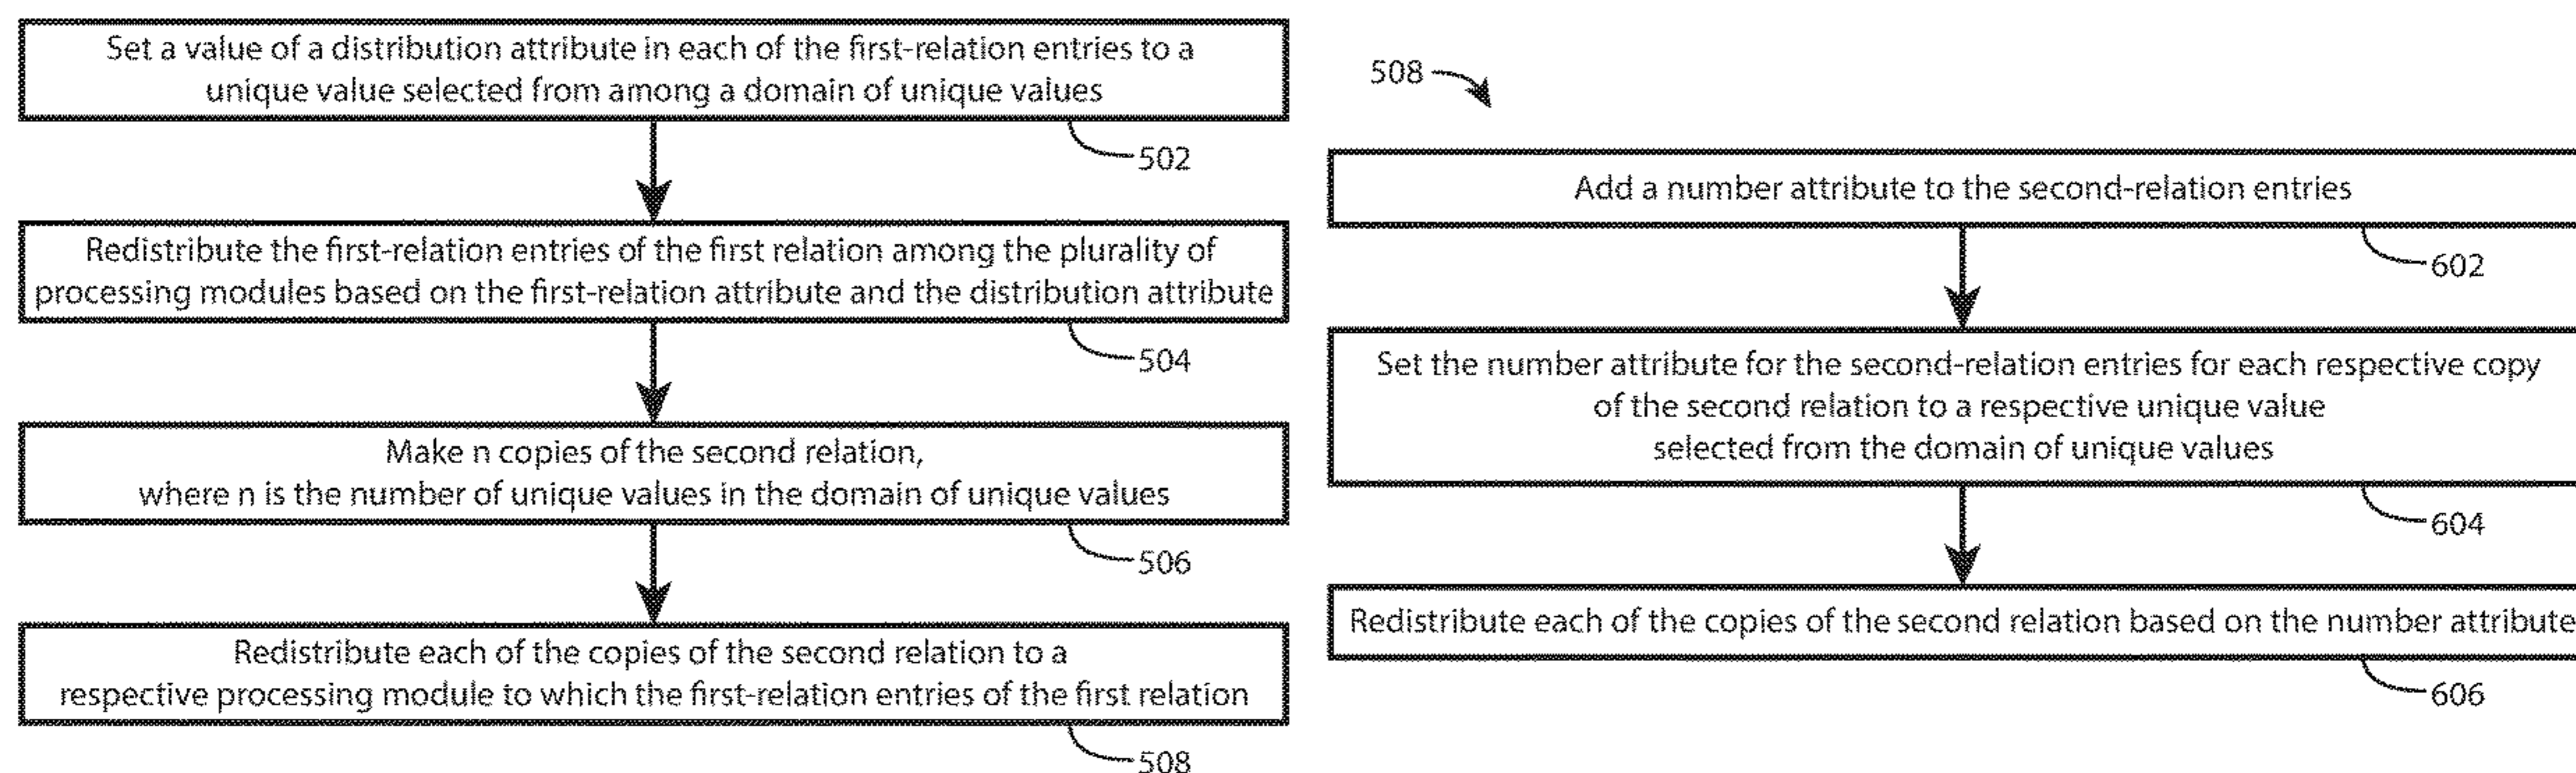 Set a value of a distribution attribute in each of the first-relation entries to a
unique value selected from among a domain of unique values
502
Redistribute the first-relation entries of the first relation among the plurality of
processing modules based on the first-relation attribute and the distribution attribute
504
Make n copies of the second relation,
where n is the number of unique values in the domain of unique values
506
Redistribute each of the copies of the second relation to a
respective processing module to which the first-relation entries of the first relation
508
508
Add a number attribute to the second-relation entries
602
Set the number attribute for the second-relation entries for each respective copy
of the second relation to a respective unique value
selected from the domain of unique values
604
Redistribute each of the copies of the second relation based on the number attribute
606